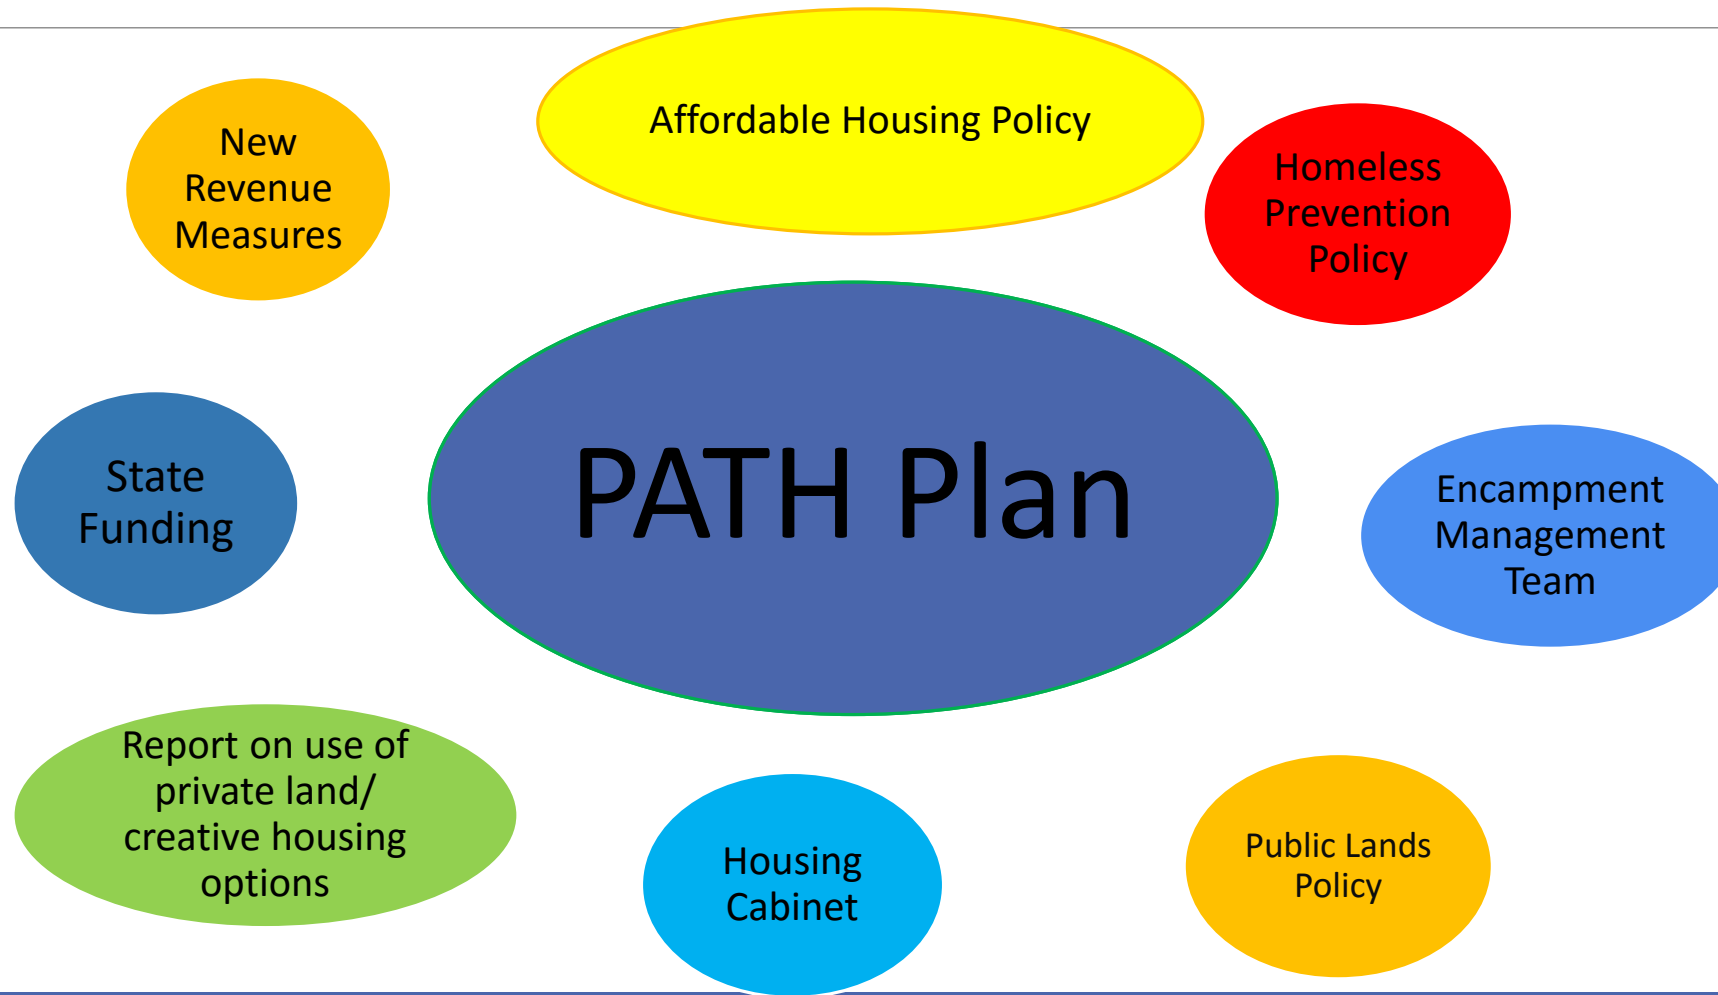 Affordable Housing Policy
New
Revenue
Measures
Homeless
Prevention
Policy
State
Funding
PATH Plan
Encampment
Management
Team
Report on use of
private land/
creative housing
options
Housing
Cabinet
Public Lands
Policy